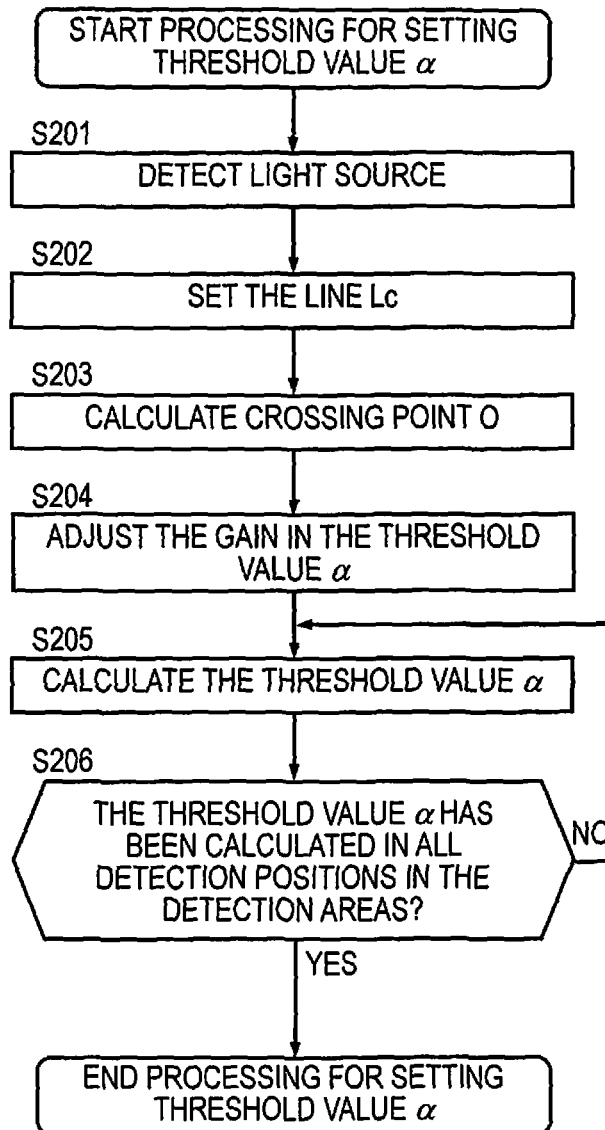 START PROCESSING FOR SETTING
THRESHOLD VALUE α
S201
DETECT LIGHT SOURCE
S202
SET THE LINE Lc
S203
CALCULATE CROSSING POINT O
S204
ADJUST THE GAIN IN THE THRESHOLD
VALUE α
S205
CALCULATE THE THRESHOLD VALUE α
S206
THE THRESHOLD VALUE α HAS
BEEN CALCULATED IN ALL
DETECTION POSITIONS IN THE
DETECTION AREAS?
NO
YES
END PROCESSING FOR SETTING
THRESHOLD VALUE α